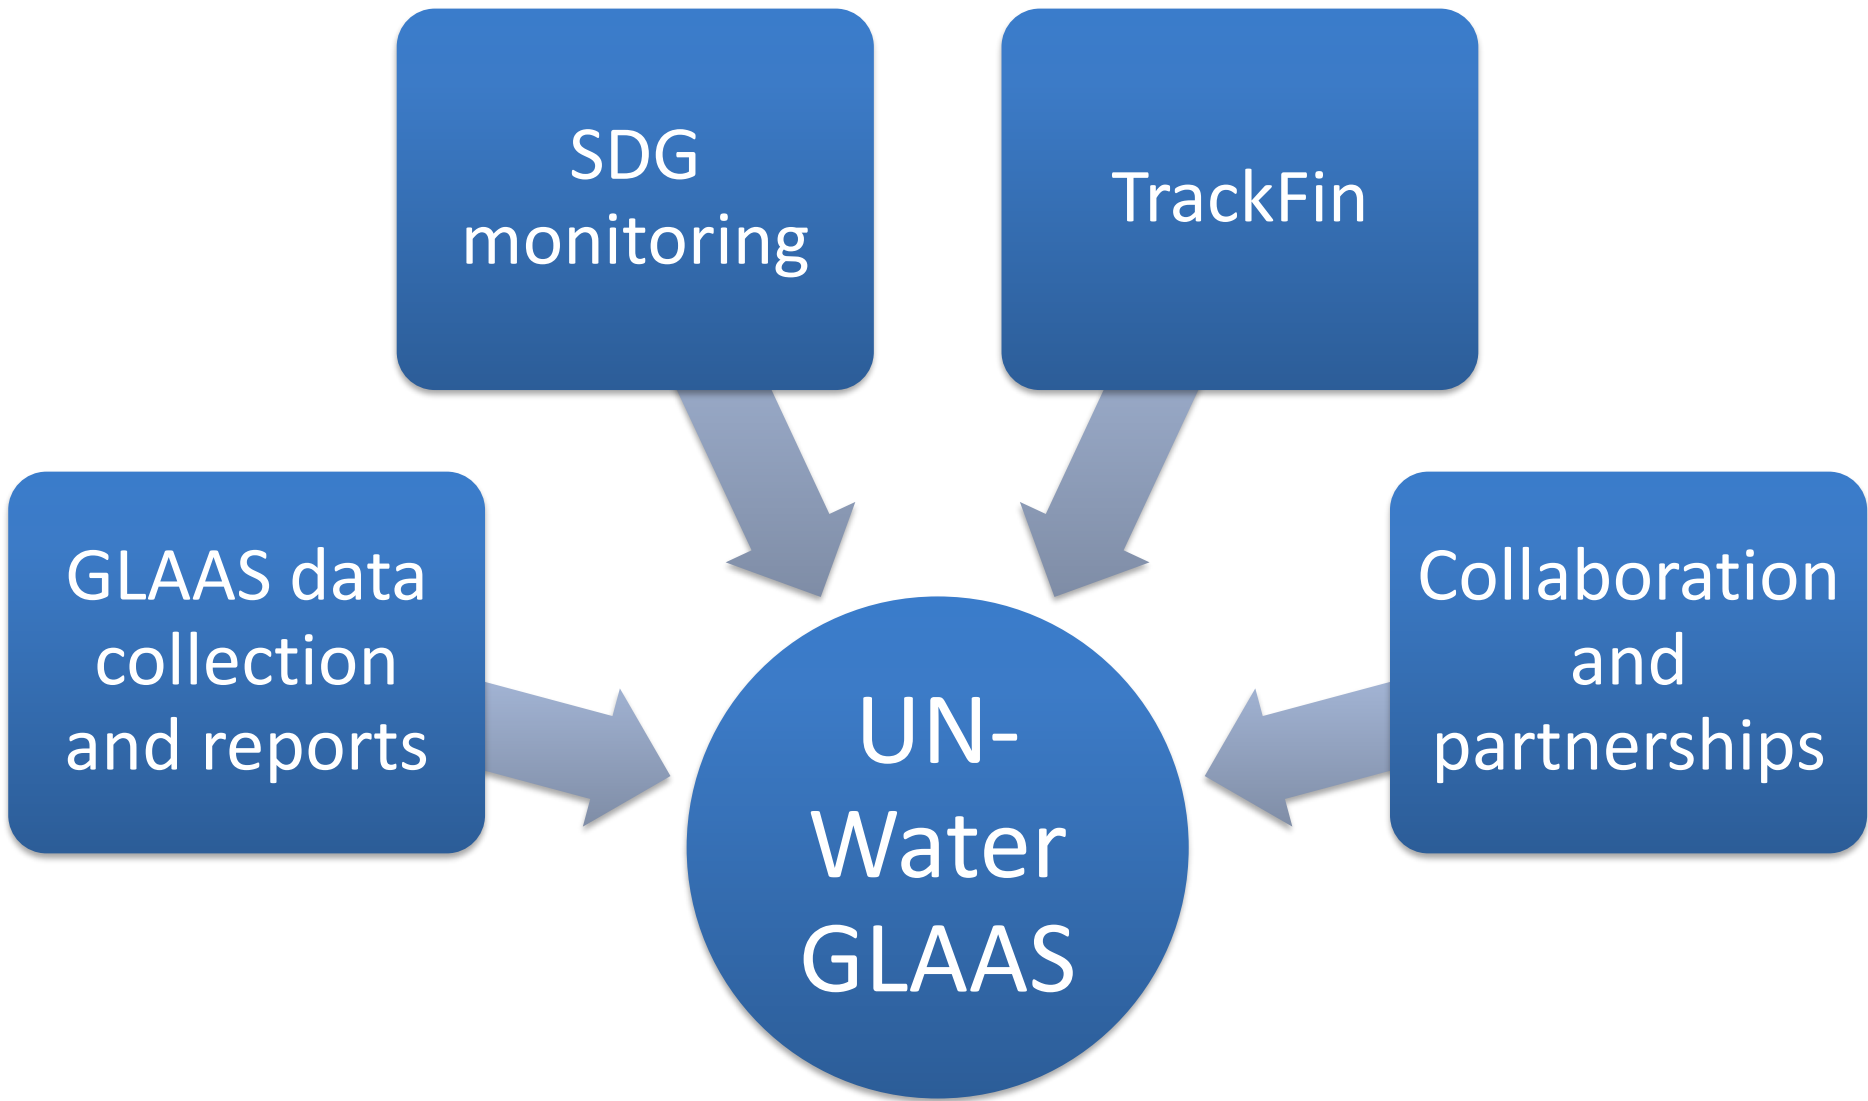 SDG
monitoring
TrackFin
GLAAS data
collection
and reports
Collaboration
and
partnerships
UN-
Water
GLAAS